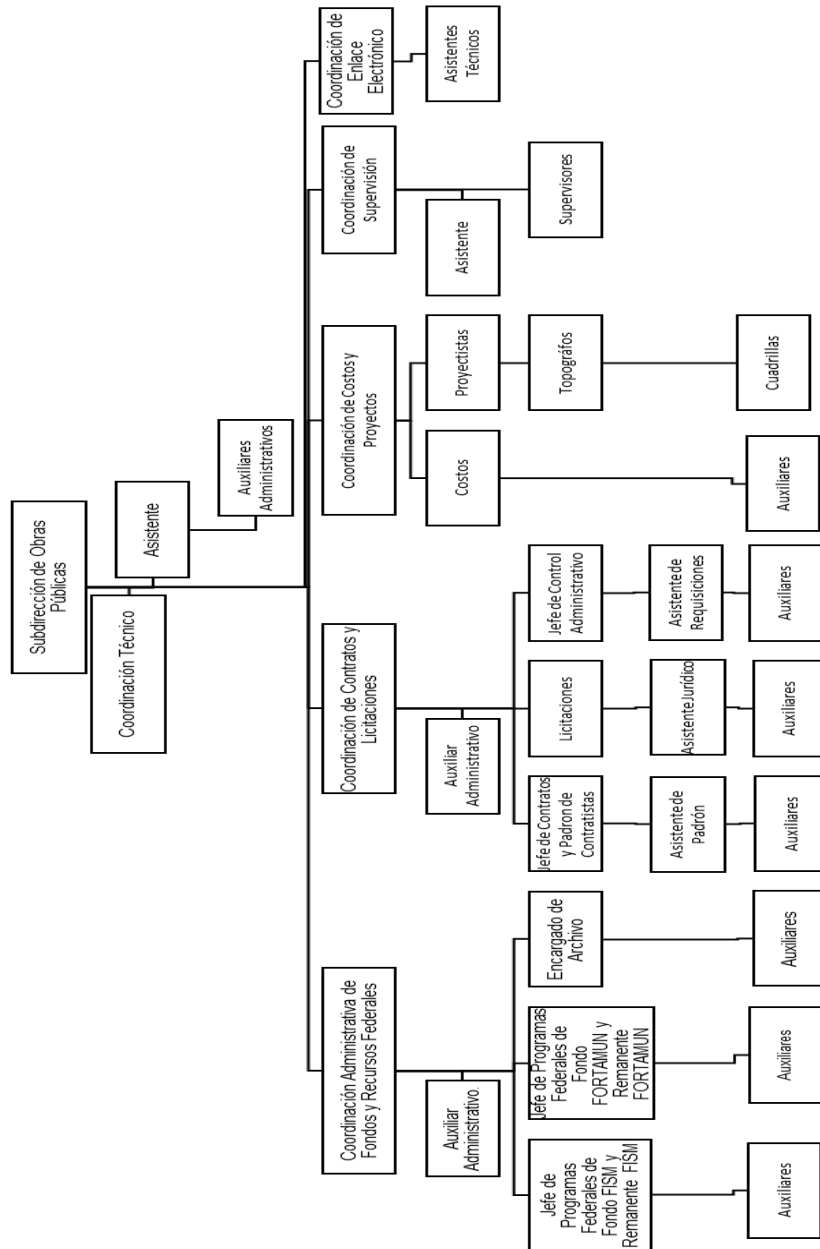 Subdirección de Obras
Públicas
Coordinación Técnico
Asistente
Auxiliares
Administrativos
Coordinación Administrativa de
Fondos y Recursos Federales
Coordinación de Contratos y
Licitaciones
Coordinación de Costos y
Proyectos
Coordinación de
Supervisión
Coordinación de
Enlace
Electrónico
Auxiliar
Administrativo.
Auxiliar
Administrativo
Costos
Proyectistas
Asistente
Asistentes
Técnicos
Jefe de
Programas
Federales de
Fondo FISM y
Remanente FISM
Jefe de Programas
Federales de
Fondo
FORTAMUN y
Remanente
FORTAMUN
Encargado de
Archivo
Jefe de Contratos
y Padron de
Contratistas
Licitaciones
Jefe de Control
Administrativo
Topográfos
Supervisores
Asistente de
Padrón
Asistente Jurídico
Asistente de
Requisiciones
Auxiliares
Auxiliares
Auxiliares
Auxiliares
Auxiliares
Auxiliares
Auxiliares
Cuadrillas